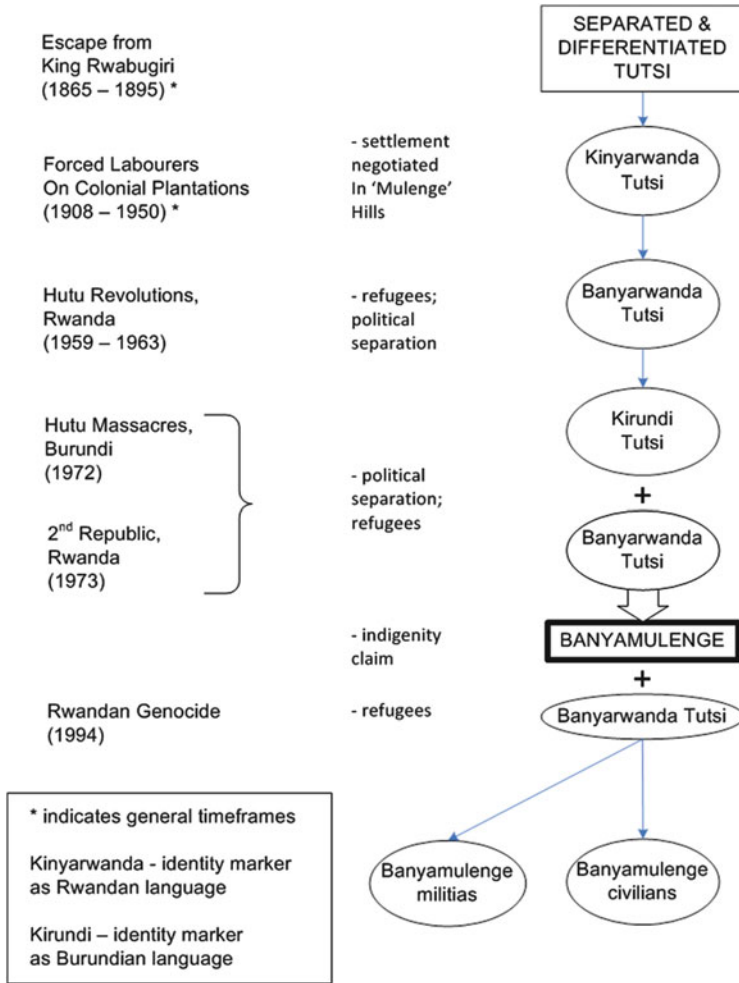 Escape from
King Rwabugiri
(1865 – 1895) *
SEPARATED &
DIFFERENTIATED
TUTSI
Forced Labourers
On Colonial Plantations
(1908 – 1950) *
- settlement
negotiated
In ‘Mulenge’
Hills
Kinyarwanda
Tutsi
Hutu Revolutions,
Rwanda
(1959 – 1963)
- refugees;
political
separation
Banyarwanda
Tutsi
Hutu Massacres,
Burundi
(1972)
2nd Republic,
Rwanda
(1973)
- political
separation;
refugees
Kirundi
Tutsi
+
Banyarwanda
Tutsi
- indigenity
claim
BANYAMULENGE
+
Rwandan Genocide
(1994)
- refugees
Banyarwanda Tutsi
Banyamulenge
militias
Banyamulenge
civilians
* indicates general timeframes
Kinyarwanda - identity marker
as Rwandan language
Kirundi – identity marker
as Burundian language